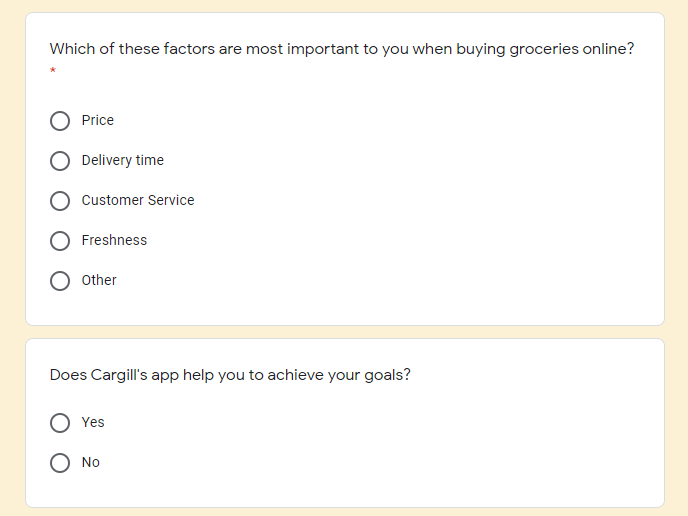 Which of these factors are most important to you when buying groceries online?
*
Price
Delivery time
Customer Service
Freshness
Other
Does Cargill's app help you to achieve your goals?
Yes
No